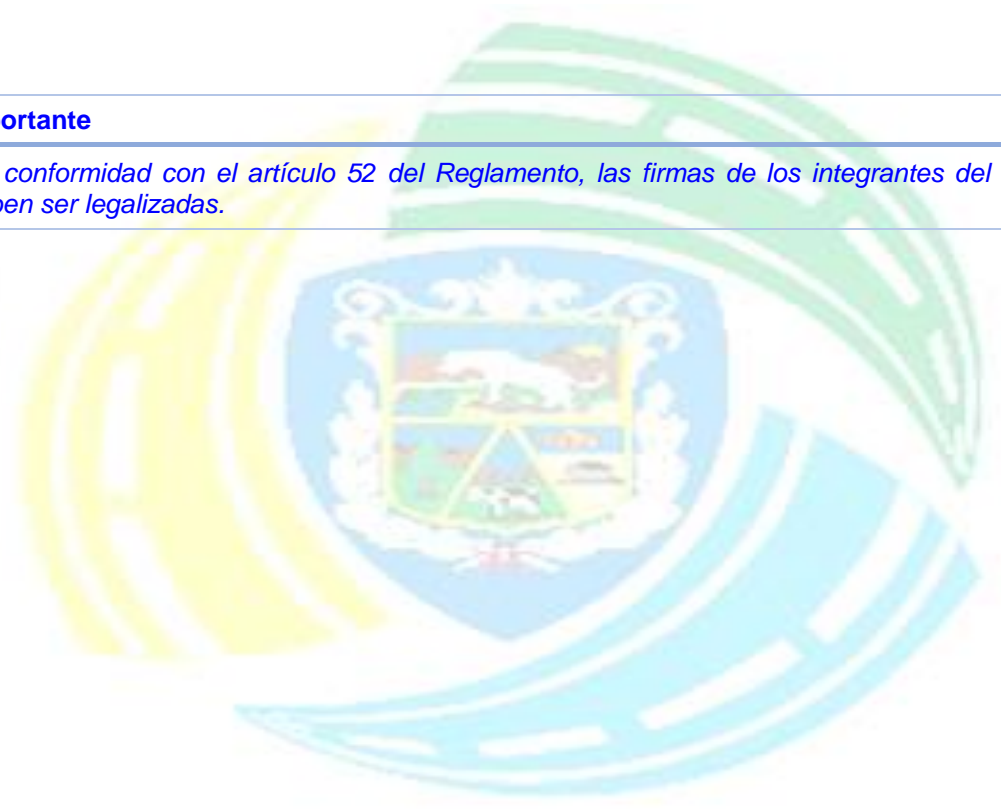 ortante
conformidad con el artículo 52 del Reglamento, las firmas de los integrantes del
ben ser legalizadas.